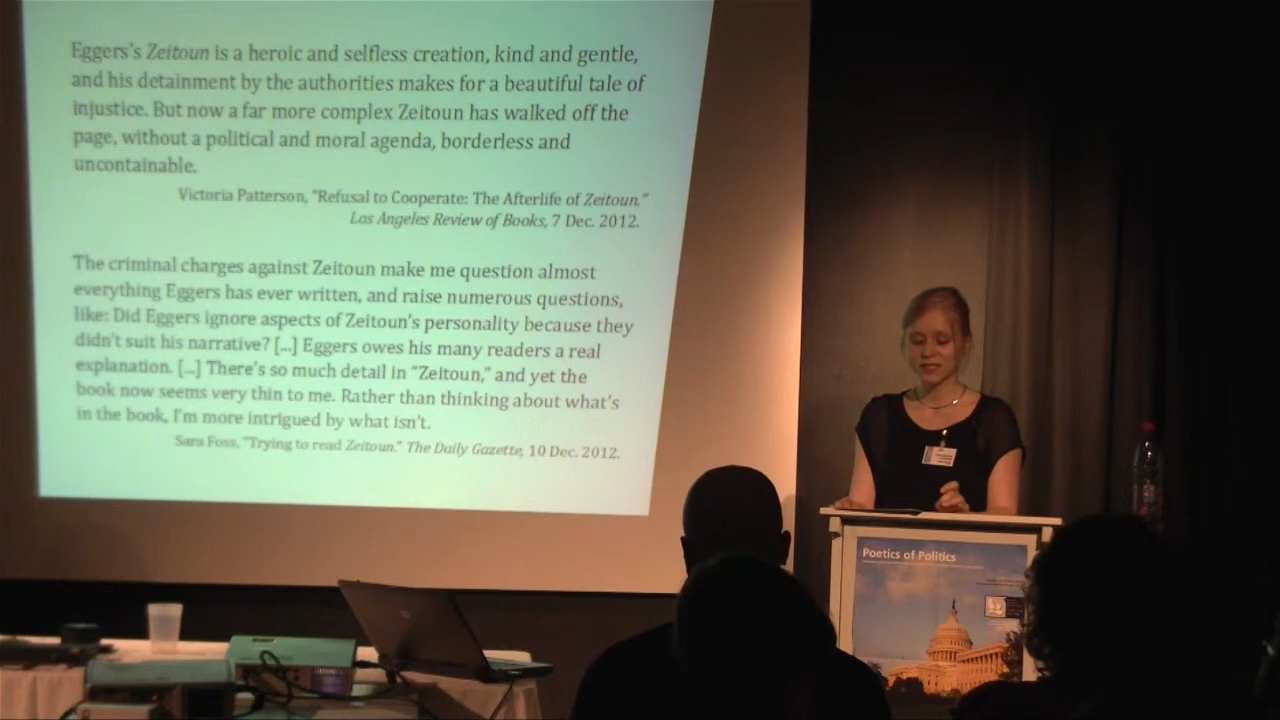 Eggers's Zeitoun is a heroic and selfless creation, kind and gentle,
and his detainment by the authorities makes for a beautiful tale of
injustice. But now a far more complex Zeitoun has walked off the
page, without a political and moral agenda, borderless and
uncontainable.
Victoria Patterson, "Refusal to Cooperate: The Afterlife of Zeitoun."
Los Angeles Review of Books, 7 Dec. 2012.
The criminal charges against Zeitoun make me question almost
everything Eggers has ever written, and raise numerous questions,
like: Did Eggers ignore aspects of Zeitoun's personality because they
didn't suit his narrative? [...] Eggers owes his many readers a real
explanation. [...] There's so much detail in "Zeitoun," and yet the
book now seems very thin to me. Rather than thinking about what's
in the book, I'm more intrigued by what isn't.
Sara Foss, "Trying to read Zeitoun." The Daily Gazette, 10 Dec. 2012.
Poetics of Politics